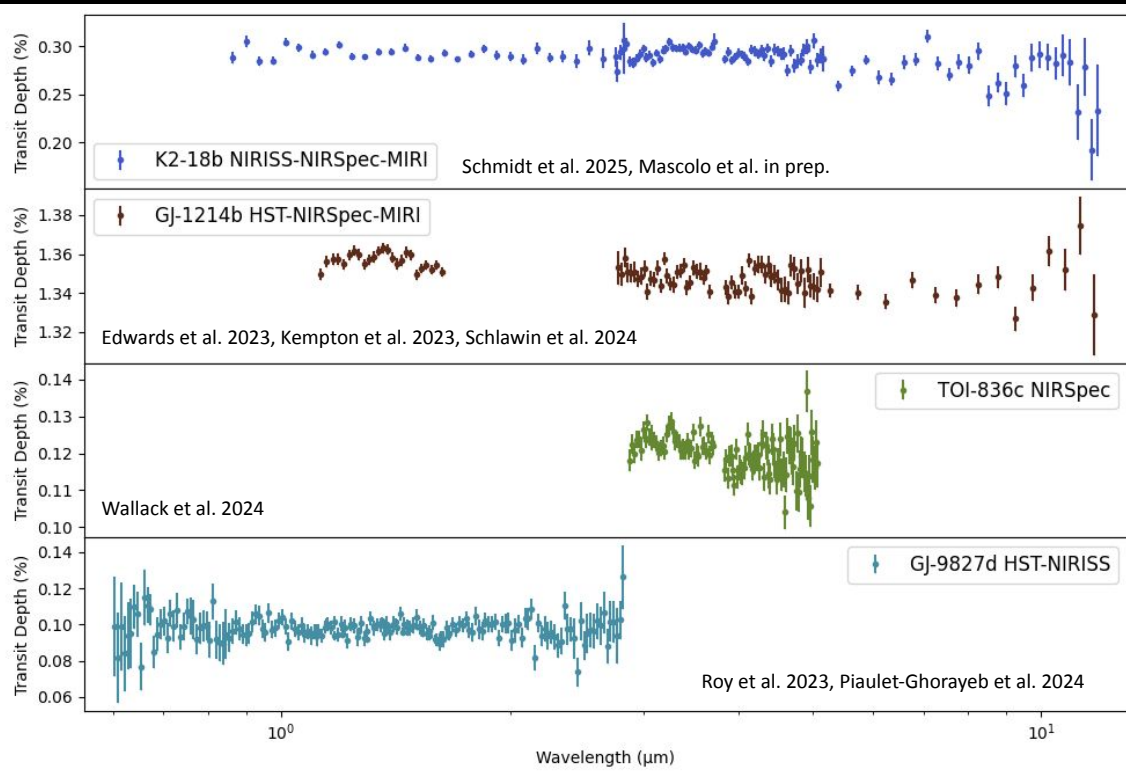 Transit Depth (%)
0.30
0.25
0.20
K2-18b NIRISS-NIRSpec-MIRI
Schmidt et al. 2025, Mascolo et al. in prep.
Transit Depth (%)
1.38
1.36
1.34
1.32
GJ-1214b HST-NIRSpec-MIRI
Edwards et al. 2023, Kempton et al. 2023, Schlawin et al. 2024
Transit Depth (%)
0.14
0.13
0.12
0.11
0.10
TOI-836c NIRSpec
Wallack et al. 2024
Transit Depth (%)
0.14
0.12
0.10
0.08
0.06
GJ-9827d HST-NIRISS
Roy et al. 2023, Piaulet-Ghorayeb et al. 2024
10⁰ 10¹
Wavelength (μm)